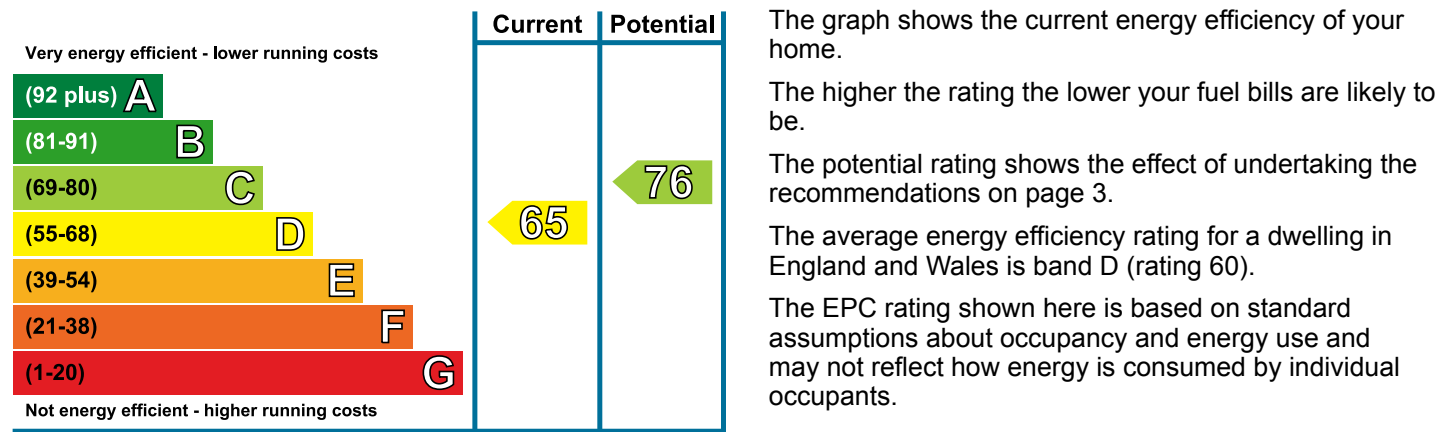 Current Potential
Very energy efficient - lower running costs
(92 plus) A
(81-91) B
(69-80) C
76
(55-68) D
65
(39-54) E
(21-38) F
(1-20) G
Not energy efficient - higher running costs
The graph shows the current energy efficiency of your
home.
The higher the rating the lower your fuel bills are likely to
be.
The potential rating shows the effect of undertaking the
recommendations on page 3.
The average energy efficiency rating for a dwelling in
England and Wales is band D (rating 60).
The EPC rating shown here is based on standard
assumptions about occupancy and energy use and
may not reflect how energy is consumed by individual
occupants.